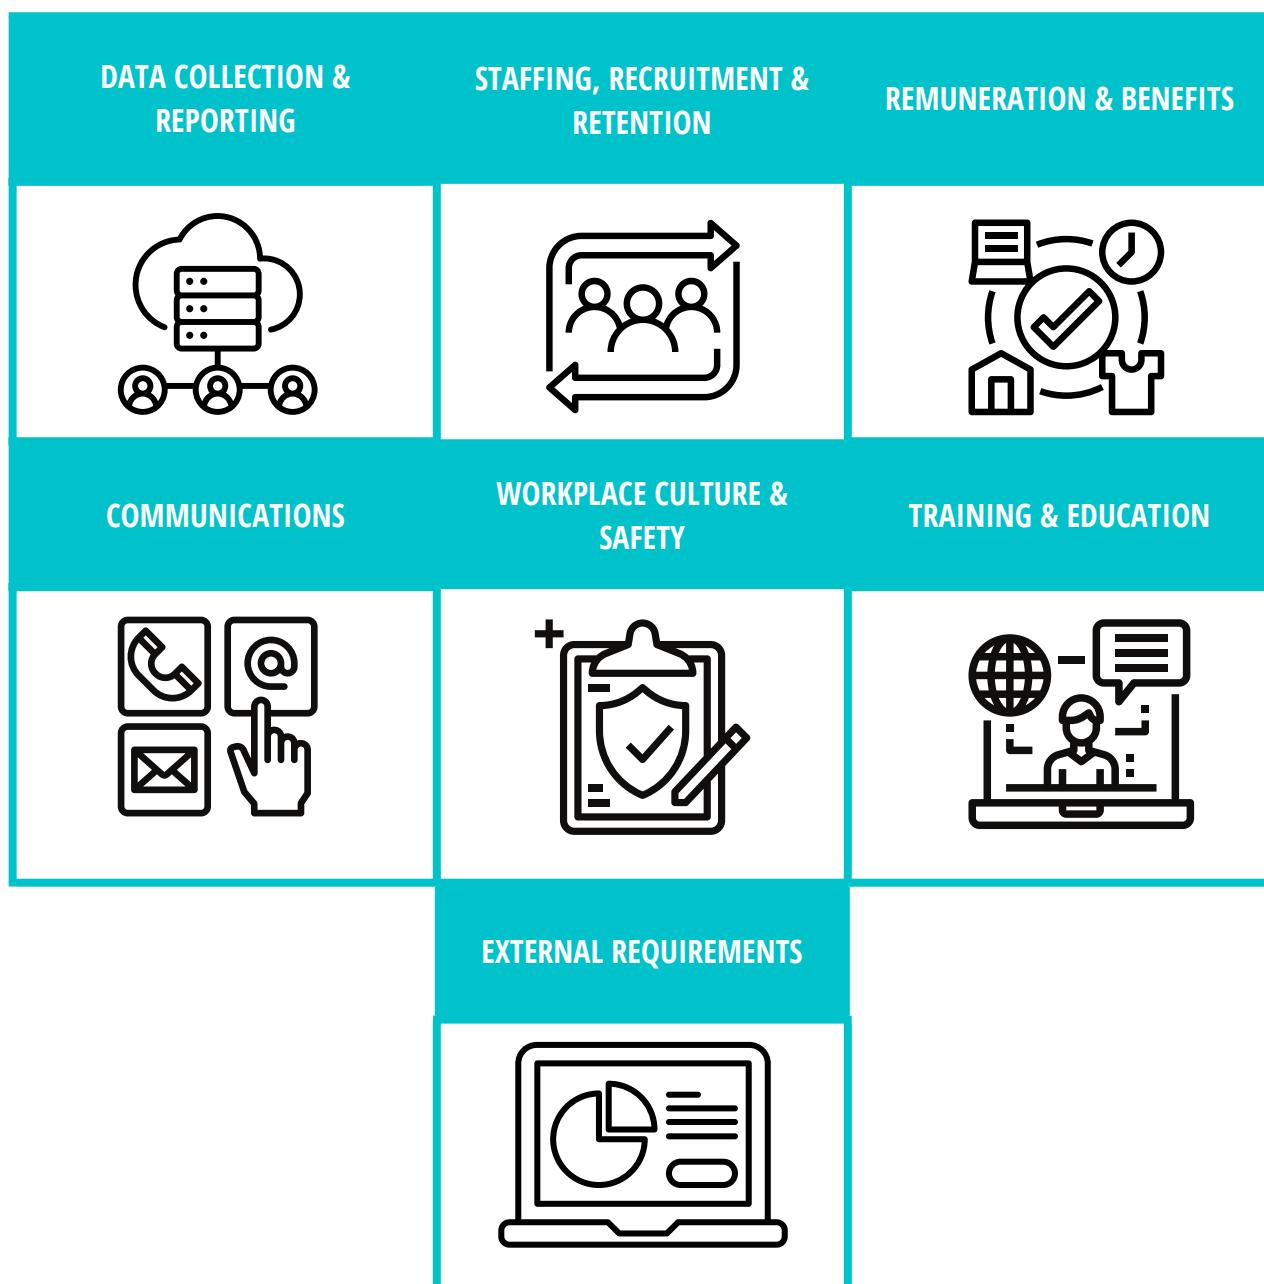 DATA COLLECTION &
REPORTING
STAFFING, RECRUITMENT &
RETENTION
REMUNERATION & BENEFITS
COMMUNICATIONS
WORKPLACE CULTURE &
SAFETY
TRAINING & EDUCATION
EXTERNAL REQUIREMENTS